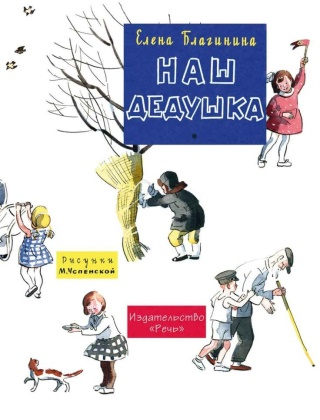 Елена Благинина
НАШ
ДЕДУШКА
Рисунки
М.Успенской
Издательство
«Речь»